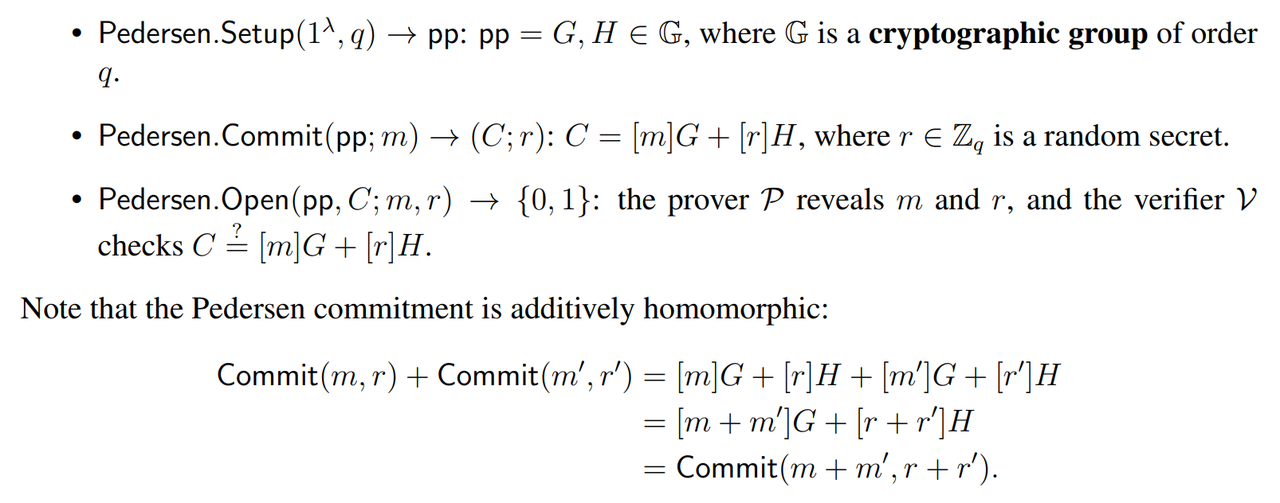 • Pedersen.Setup(1^λ, q) → pp: pp = G, H ∈ 𝔾, where 𝔾 is a cryptographic group of order
q.
• Pedersen.Commit(pp; m) → (C; r): C = [m]G + [r]H, where r ∈ ℤ_q is a random secret.
• Pedersen.Open(pp, C; m, r) → {0, 1}: the prover 𝒫 reveals m and r, and the verifier 𝒱
checks C ≟ [m]G + [r]H.
Note that the Pedersen commitment is additively homomorphic:
Commit(m, r) + Commit(m′, r′) = [m]G + [r]H + [m′]G + [r′]H
= [m + m′]G + [r + r′]H
= Commit(m + m′, r + r′).